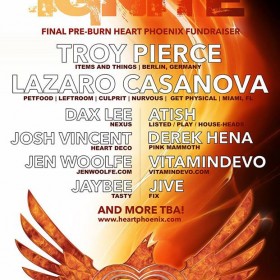 IGNITE
FINAL PRE-BURN HEART PHOENIX FUNDRAISER
TROY PIERCE
ITEMS AND THINGS | BERLIN, GERMANY
LAZARO CASANOVA
PETFOOD | LEFTROOM | CULPRIT | NURVOUS | GET PHYSICAL | MIAMI, FL
DAX LEE
NEXUS
ATISH
LISTED / PLAY / HOUSE-HEADS
JOSH VINCENT
HEART DECO
DEREK HENA
PINK MAMMOTH
JEN WOOLFE
JENWOOLFE.COM
VITAMINDEVO
VITAMINDEVO.COM
JAYBEE
TASTY
JIVE
FIX
AND MORE TBA!
www.heartphoenix.com